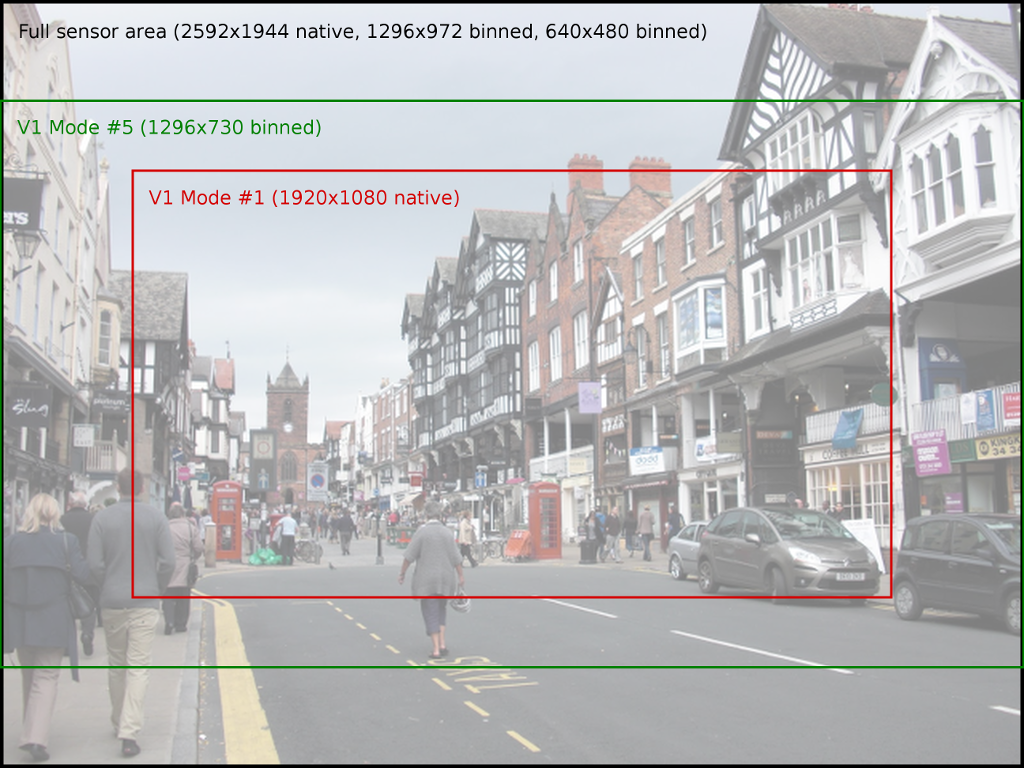 Full sensor area (2592x1944 native, 1296x972 binned, 640x480 binned)
V1 Mode #5 (1296x730 binned)
V1 Mode #1 (1920x1080 native)
TAXIS